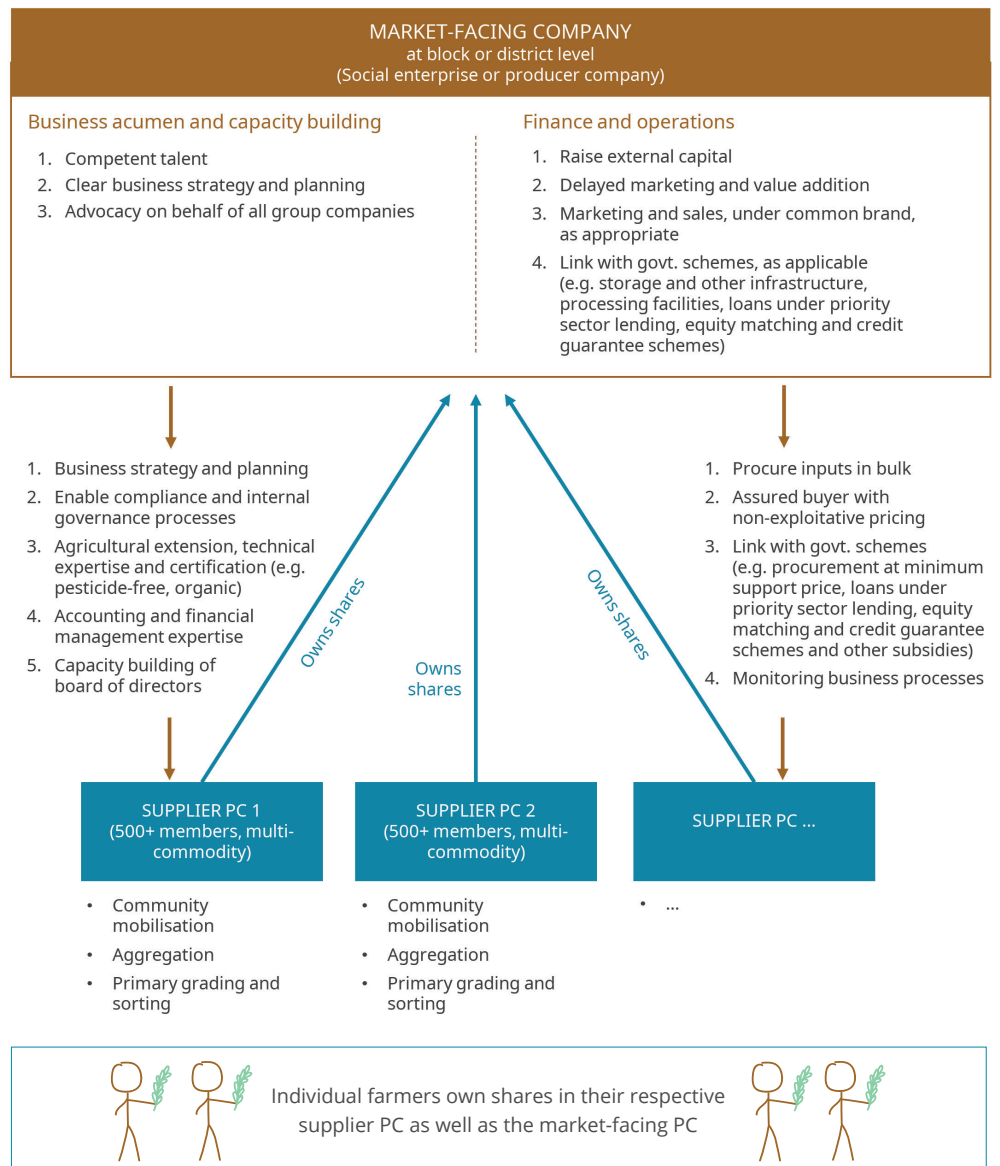 MARKET-FACING COMPANY
at block or district level
(Social enterprise or producer company)
Business acumen and capacity building
1. Competent talent
2. Clear business strategy and planning
3. Advocacy on behalf of all group companies
Finance and operations
1. Raise external capital
2. Delayed marketing and value addition
3. Marketing and sales, under common brand,
as appropriate
4. Link with govt. schemes, as applicable
(e.g. storage and other infrastructure,
processing facilities, loans under priority
sector lending, equity matching and credit
guarantee schemes)
1. Business strategy and planning
2. Enable compliance and internal
governance processes
3. Agricultural extension, technical
expertise and certification (e.g.
pesticide-free, organic)
4. Accounting and financial
management expertise
5. Capacity building of
board of directors
Owns shares
Owns
shares
Owns shares
1. Procure inputs in bulk
2. Assured buyer with
non-exploitative pricing
3. Link with govt. schemes
(e.g. procurement at minimum
support price, loans under
priority sector lending, equity
matching and credit guarantee
schemes and other subsidies)
4. Monitoring business processes
SUPPLIER PC 1
(500+ members, multi-
commodity)
• Community
mobilisation
• Aggregation
• Primary grading and
sorting
SUPPLIER PC 2
(500+ members, multi-
commodity)
• Community
mobilisation
• Aggregation
• Primary grading and
sorting
SUPPLIER PC ...
• ...
Individual farmers own shares in their respective
supplier PC as well as the market-facing PC